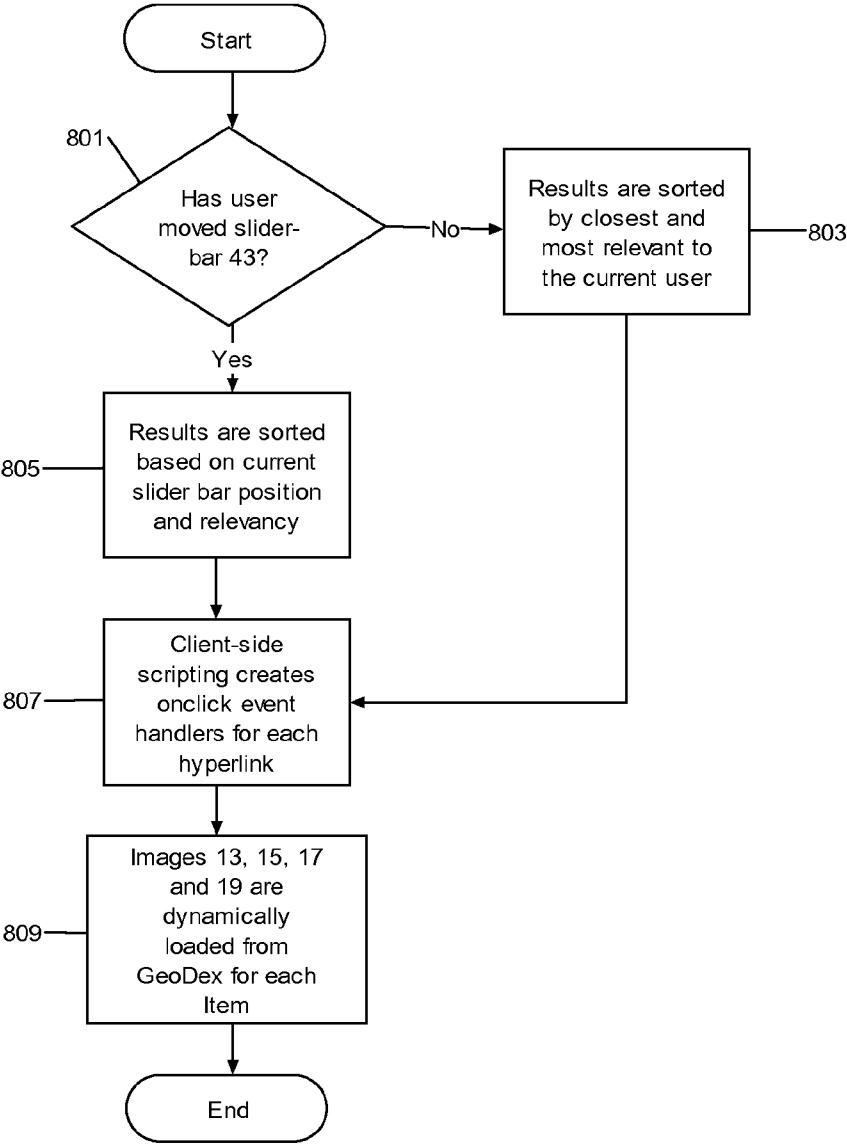 Start
801
Has user
moved slider-
bar 43?
No
Results are sorted
by closest and
most relevant to
the current user
803
Yes
Results are sorted
based on current
slider bar position
and relevancy
805
Client-side
scripting creates
onclick event
handlers for each
hyperlink
807
Images 13, 15, 17
and 19 are
dynamically
loaded from
GeoDex for each
Item
809
End